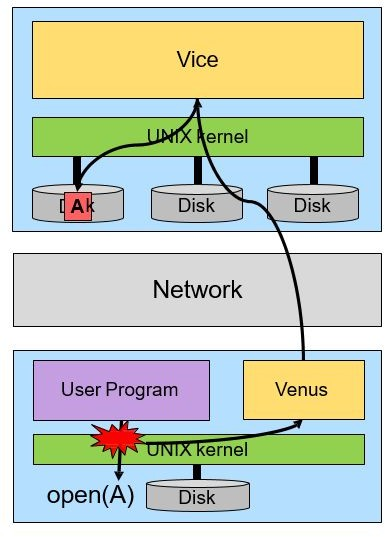 Vice
UNIX kernel
A
Disk
Disk
Network
User Program
Venus
UNIX kernel
open(A)
Disk